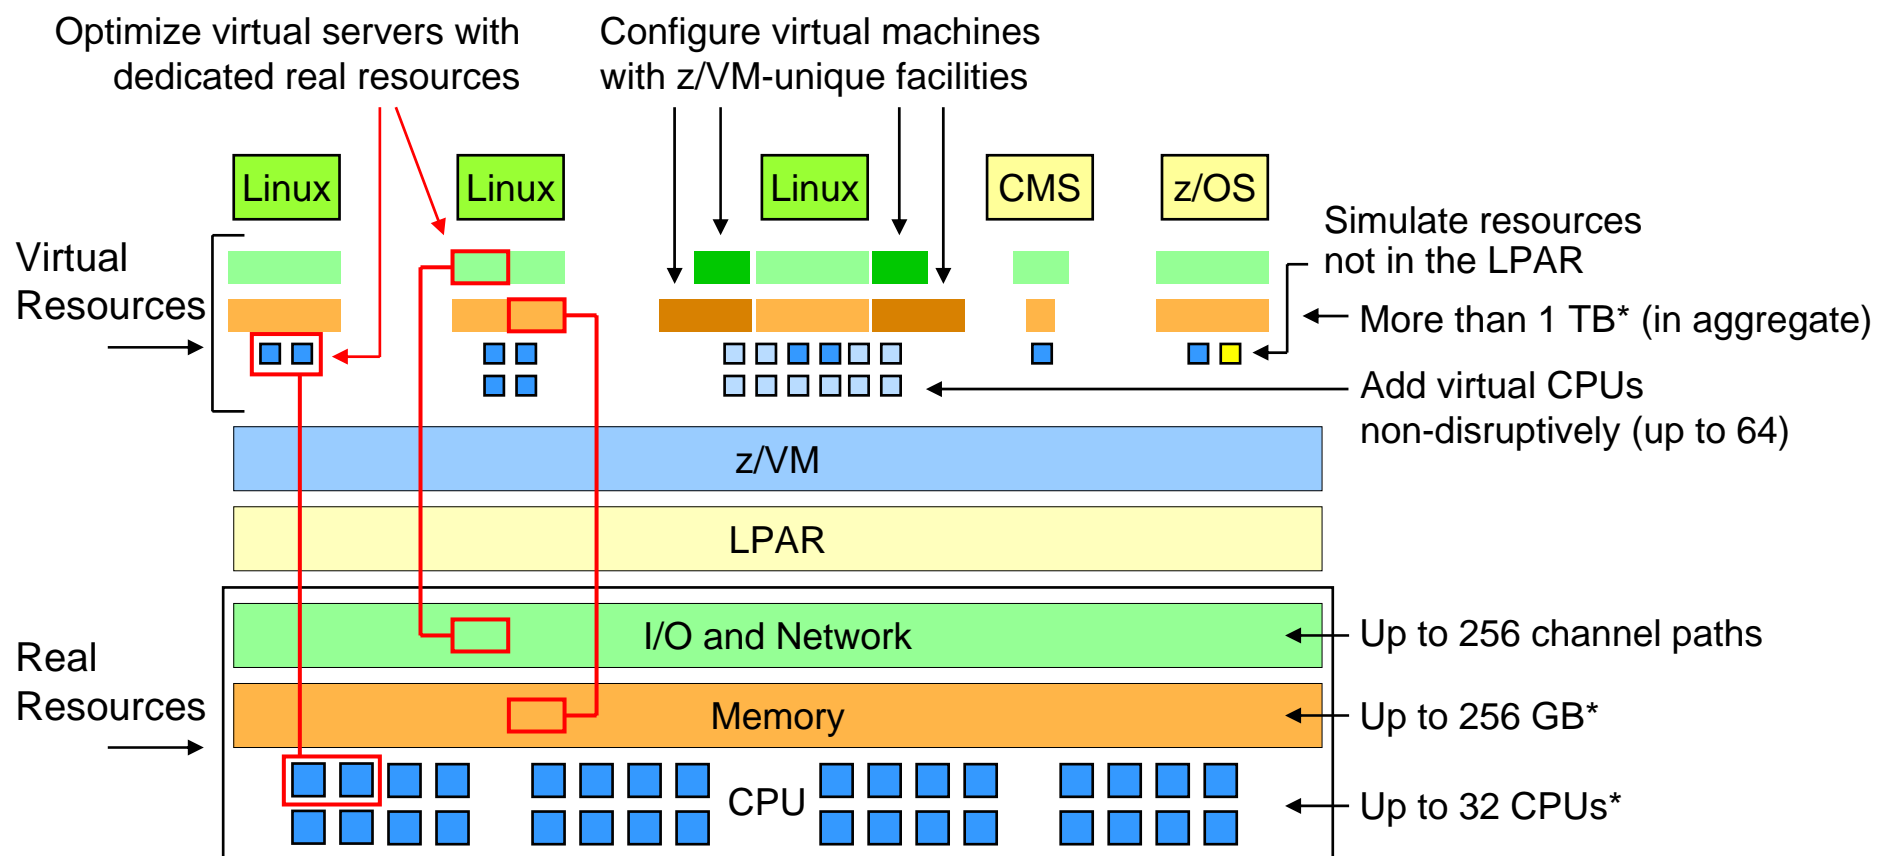 Optimize virtual servers with
dedicated real resources
Configure virtual machines
with z/VM-unique facilities
Linux
Linux
Linux
CMS
z/OS
Simulate resources
not in the LPAR
Virtual
Resources
More than 1 TB* (in aggregate)
Add virtual CPUs
non-disruptively (up to 64)
z/VM
LPAR
I/O and Network
Up to 256 channel paths
Real
Resources
Memory
Up to 256 GB*
CPU
Up to 32 CPUs*